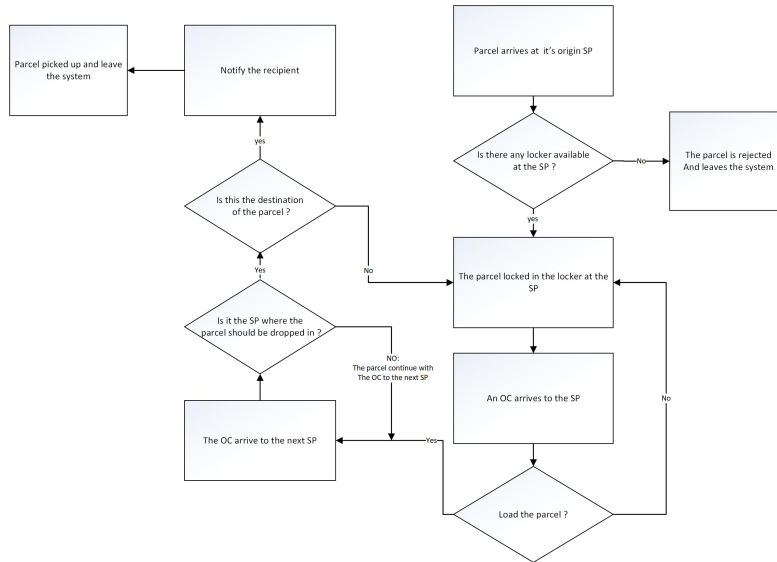 Parcel picked up and leave
the system
Notify the recipient
Parcel arrives at it's origin SP
yes
Is there any locker available
at the SP ?
No
The parcel is rejected
And leaves the system
Is this the destination
of the parcel ?
yes
No
The parcel locked in the locker at the
SP
Yes
Is it the SP where the
parcel should be dropped in ?
NO:
The parcel continue with
The OC to the next SP
An OC arrives to the SP
No
The OC arrive to the next SP
Yes
Load the parcel ?